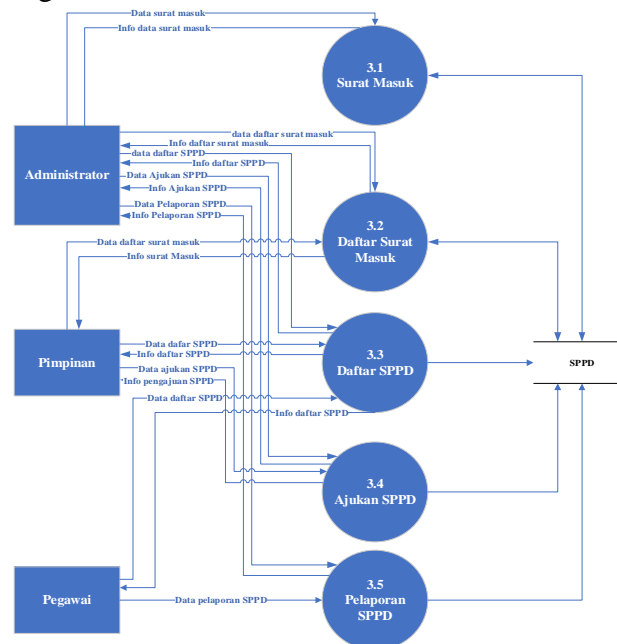 Data surat masuk
Info data surat masuk
3.1
Surat Masuk
Administrator
data daftar surat masuk
Info daftar surat masuk
data daftar SPPD
Info daftar SPPD
Data Ajukan SPPD
Info Ajukan SPPD
Data Pelaporan SPPD
Info Pelaporan SPPD
3.2
Daftar Surat
Masuk
Data daftar surat masuk
Info surat Masuk
Pimpinan
Data dafar SPPD
Info daftar SPPD
Data ajukan SPPD
Info pengajuan SPPD
Data daftar SPPD
Info daftar SPPD
3.3
Daftar SPPD
SPPD
3.4
Ajukan SPPD
Pegawai
Data pelaporan SPPD
3.5
Pelaporan
SPPD